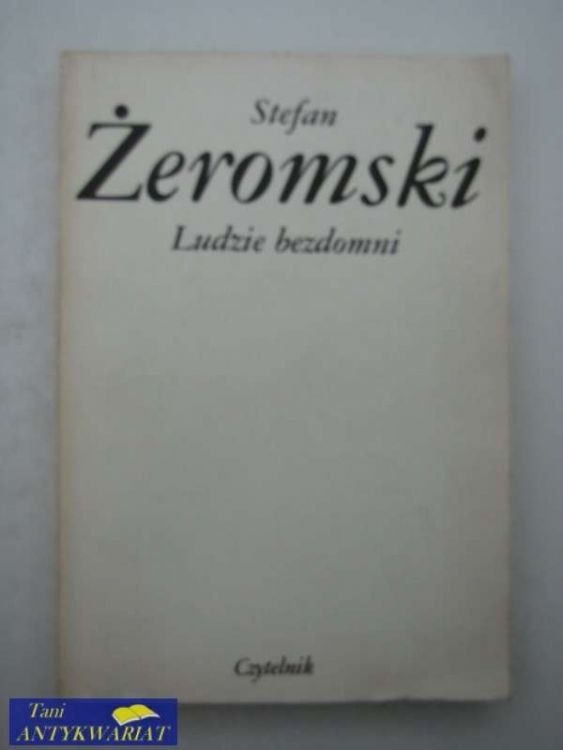 Stefan
Żeromski
Ludzie bezdomni
Czytelnik
Tani
ANTYKWARIAT